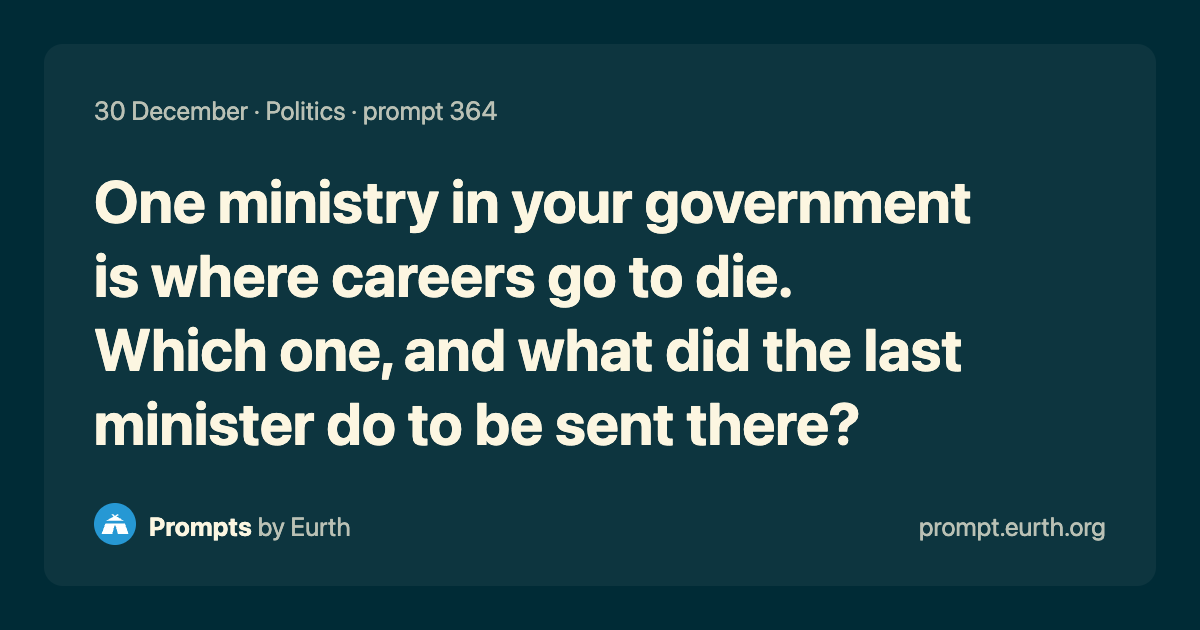 30 December · Politics · prompt 364
One ministry in your government
is where careers go to die.
Which one, and what did the last
minister do to be sent there?
Prompts by Eurth
prompt.eurth.org